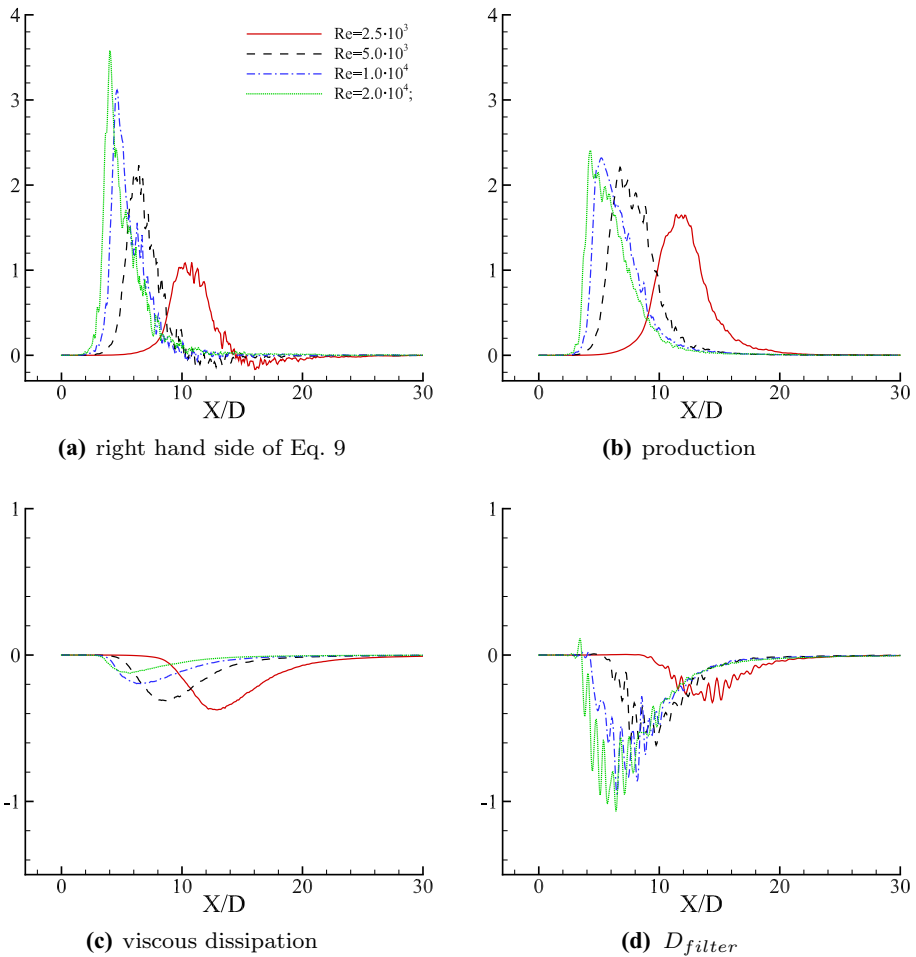 Re=2.5·10³
Re=5.0·10³
Re=1.0·10⁴
Re=2.0·10⁴;
4
3
2
1
0
0 10 20 30
X/D
(a) right hand side of Eq. 9
4
3
2
1
0
0 10 20 30
X/D
(b) production
1
0
-1
0 10 20 30
X/D
(c) viscous dissipation
1
0
-1
0 10 20 30
X/D
(d) D_filter